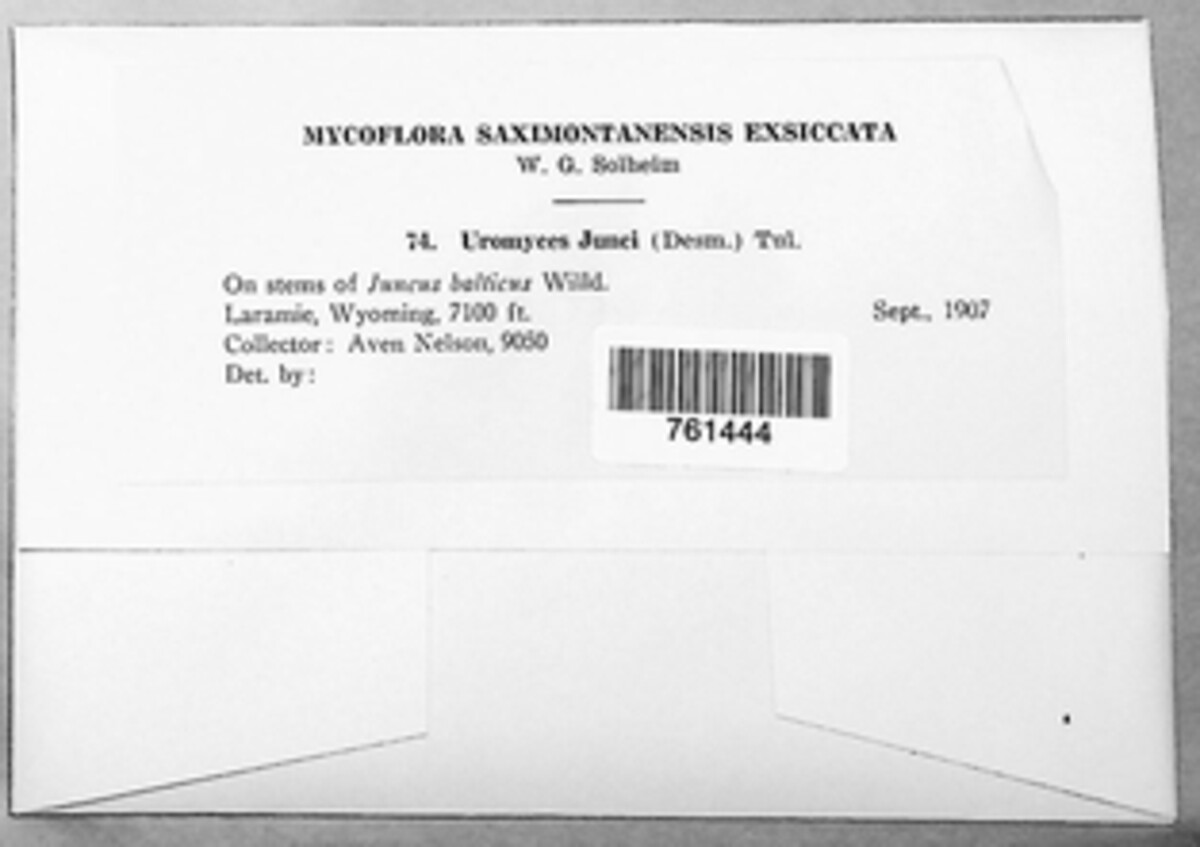 MYCOFLORA SAXIMONTANENSIS EXSICCATA
W. G. Solheim
74. Uromyces Junci (Desm.) Tul.
On stems of Juncus balticus Willd.
Laramie, Wyoming, 7100 ft. Sept., 1907
Collector: Aven Nelson, 9050
Det. by:
761444